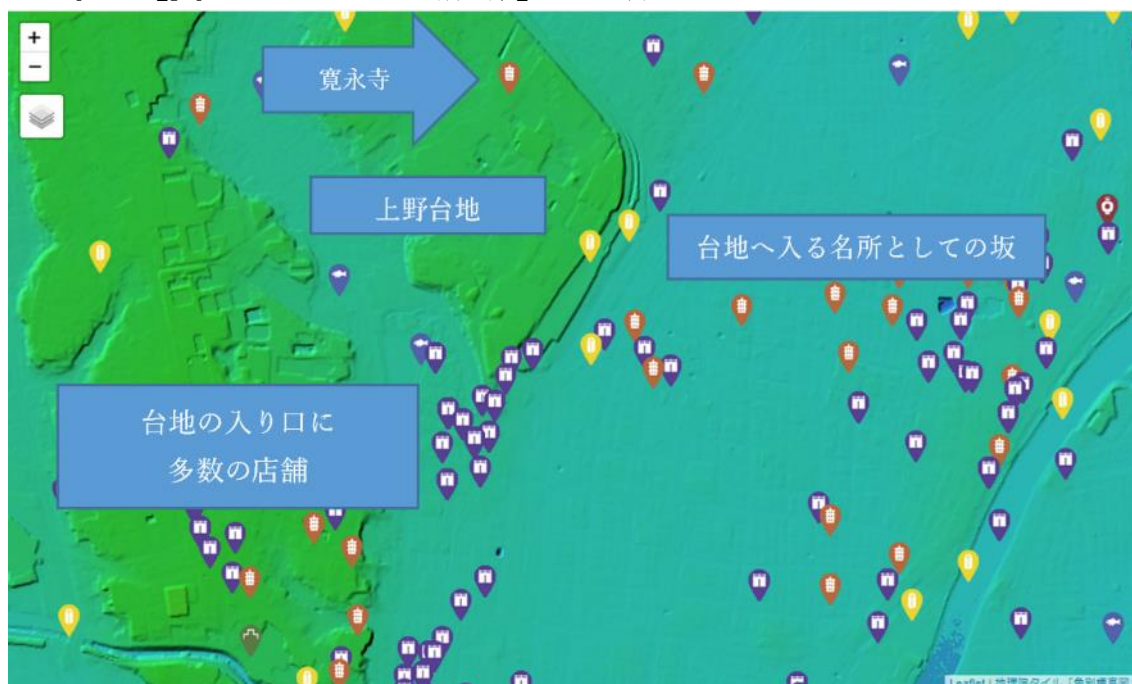 +
−
寛永寺
上野台地
台地へ入る名所としての坂
台地の入り口に
多数の店舗